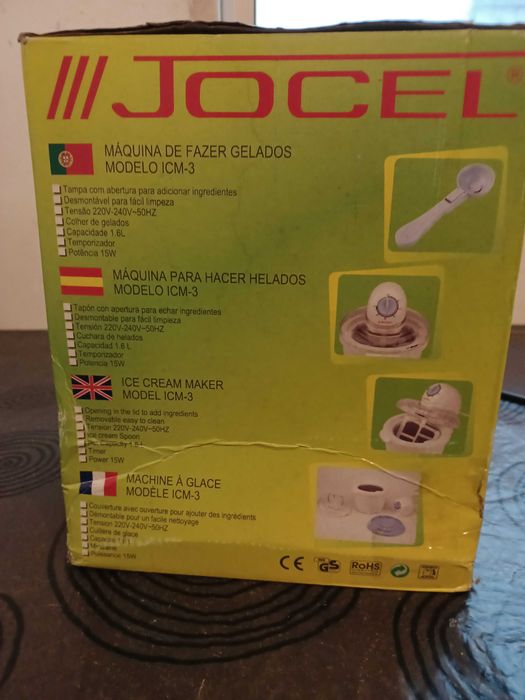 JOCEL®
MÁQUINA DE FAZER GELADOS
MODELO ICM-3
Tampa com abertura para adicionar ingredientes
Desmontável para fácil limpeza
Tensão 220V-240V~50HZ
Colher de gelados
Capacidade 1.6L
Temporizador
Potência 15W
MÁQUINA PARA HACER HELADOS
MODELO ICM-3
Tapón con apertura para echar ingredientes
Desmontable para fácil limpieza
Tensión 220V-240V~50HZ
Cuchara de helados
Capacidad 1.6 L
Temporizador
Potencia 15W
ICE CREAM MAKER
MODEL ICM-3
Opening in the lid to add ingredients
Removable easy to clean
Tension 220V-240V~50HZ
Ice cream Spoon
Capacity
Timer
Power 15W
MACHINE À GLACE
MODÈLE ICM-3
Couverture avec ouverture pour ajouter des ingrédients
Démontable pour un facile nettoyage
Tension 220V-240V~50HZ
Cuillère de glace
Capacité
Puissance 15W
CE GS RoHS